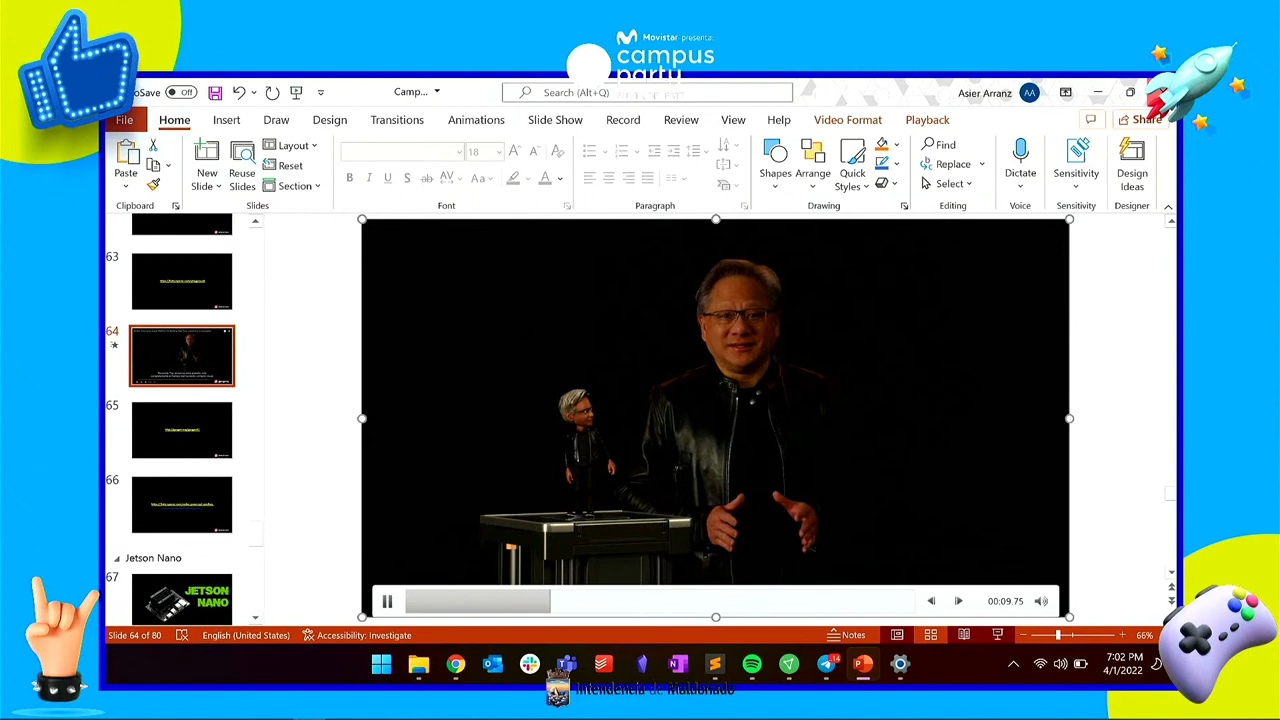 Movistar presenta:
campus
party
Save Off
Camp...
Search (Alt+Q)
Asier Arranz AA
File Home Insert Draw Design Transitions Animations Slide Show Record Review View Help Video Format Playback Share
Paste
New
Slide
Reuse
Slides
Layout
Reset
Section
18
B I U S ab AV Aa A
Shapes Arrange Quick
Styles
Find
Replace
Select
Dictate
Sensitivity
Design
Ideas
Clipboard Slides Font Paragraph Drawing Editing Voice Sensitivity Designer
63
64
65
66
Jetson Nano
67
JETSON
NANO
00:09.75
Slide 64 of 80 English (United States) Accessibility: Investigate Notes 66%
14
7:02 PM
4/1/2022
Intendencia de Maldonado